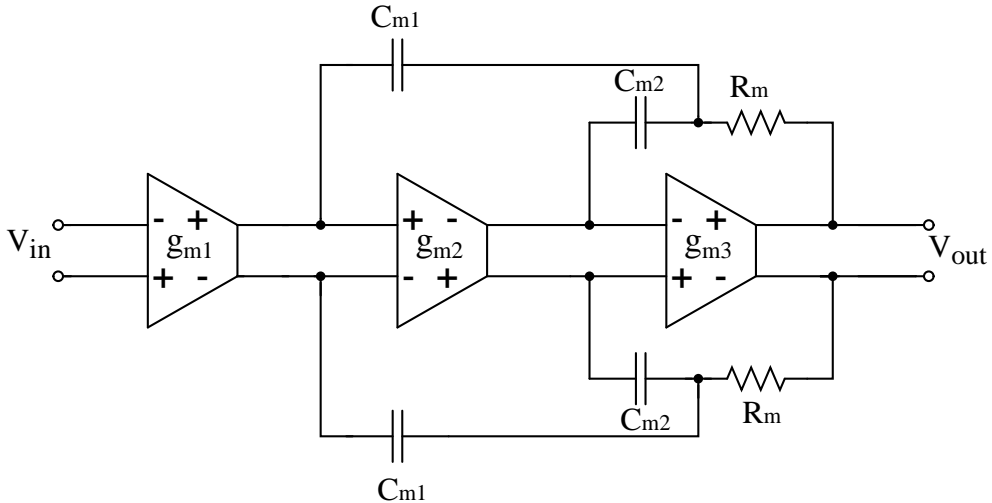 Cm1
Cm2
Rm
- + + - - +
Vin gm1 gm2 gm3 Vout
+ - - + + -
Cm2
Rm
Cm1